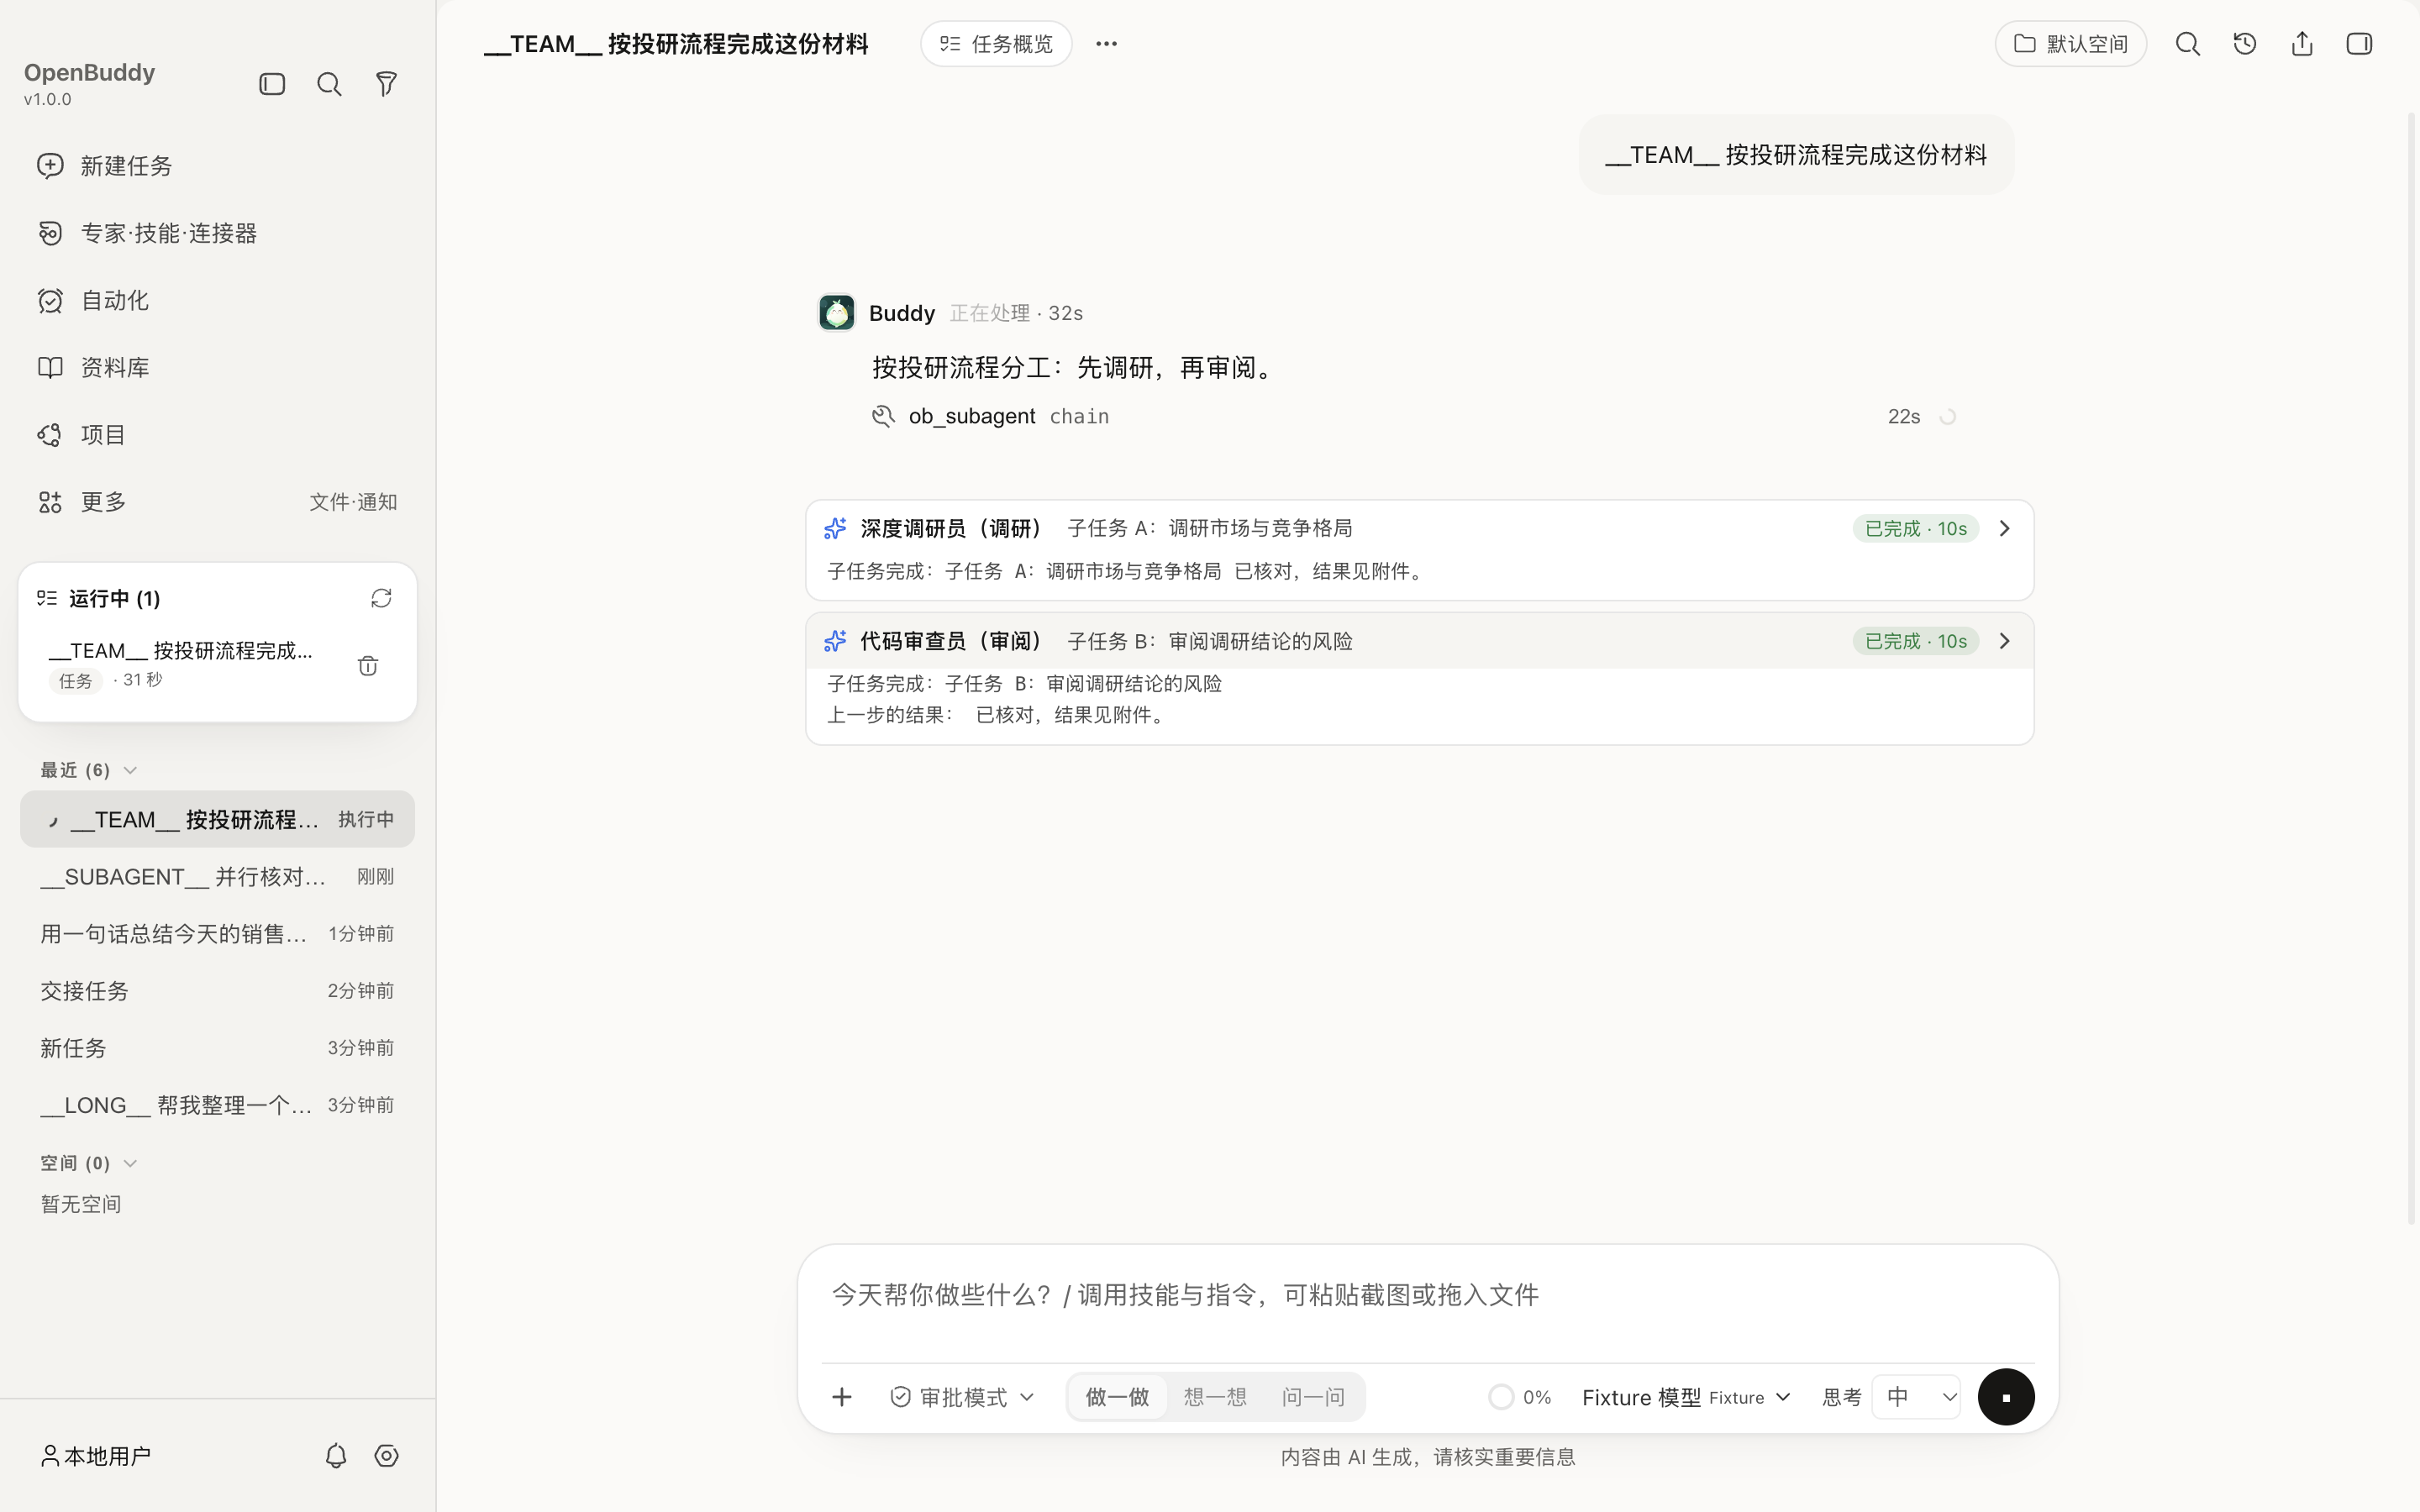 OpenBuddy
v1.0.0
新建任务
专家·技能·连接器
自动化
资料库
项目
更多 文件·通知
运行中 (1)
__TEAM__ 按投研流程完成...
任务 · 31 秒
最近 (6)
__TEAM__ 按投研流程... 执行中
__SUBAGENT__ 并行核对... 刚刚
用一句话总结今天的销售... 1分钟前
交接任务 2分钟前
新任务 3分钟前
__LONG__ 帮我整理一个... 3分钟前
空间 (0)
暂无空间
本地用户
__TEAM__ 按投研流程完成这份材料 任务概览 默认空间
__TEAM__ 按投研流程完成这份材料
Buddy 正在处理 · 32s
按投研流程分工：先调研，再审阅。
ob_subagent chain 22s
深度调研员（调研） 子任务 A：调研市场与竞争格局 已完成 · 10s
子任务完成：子任务 A：调研市场与竞争格局 已核对，结果见附件。
代码审查员（审阅） 子任务 B：审阅调研结论的风险 已完成 · 10s
子任务完成：子任务 B：审阅调研结论的风险
上一步的结果： 已核对，结果见附件。
今天帮你做些什么？/ 调用技能与指令，可粘贴截图或拖入文件
审批模式 做一做 想一想 问一问 0% Fixture 模型 Fixture 思考 中
内容由 AI 生成，请核实重要信息